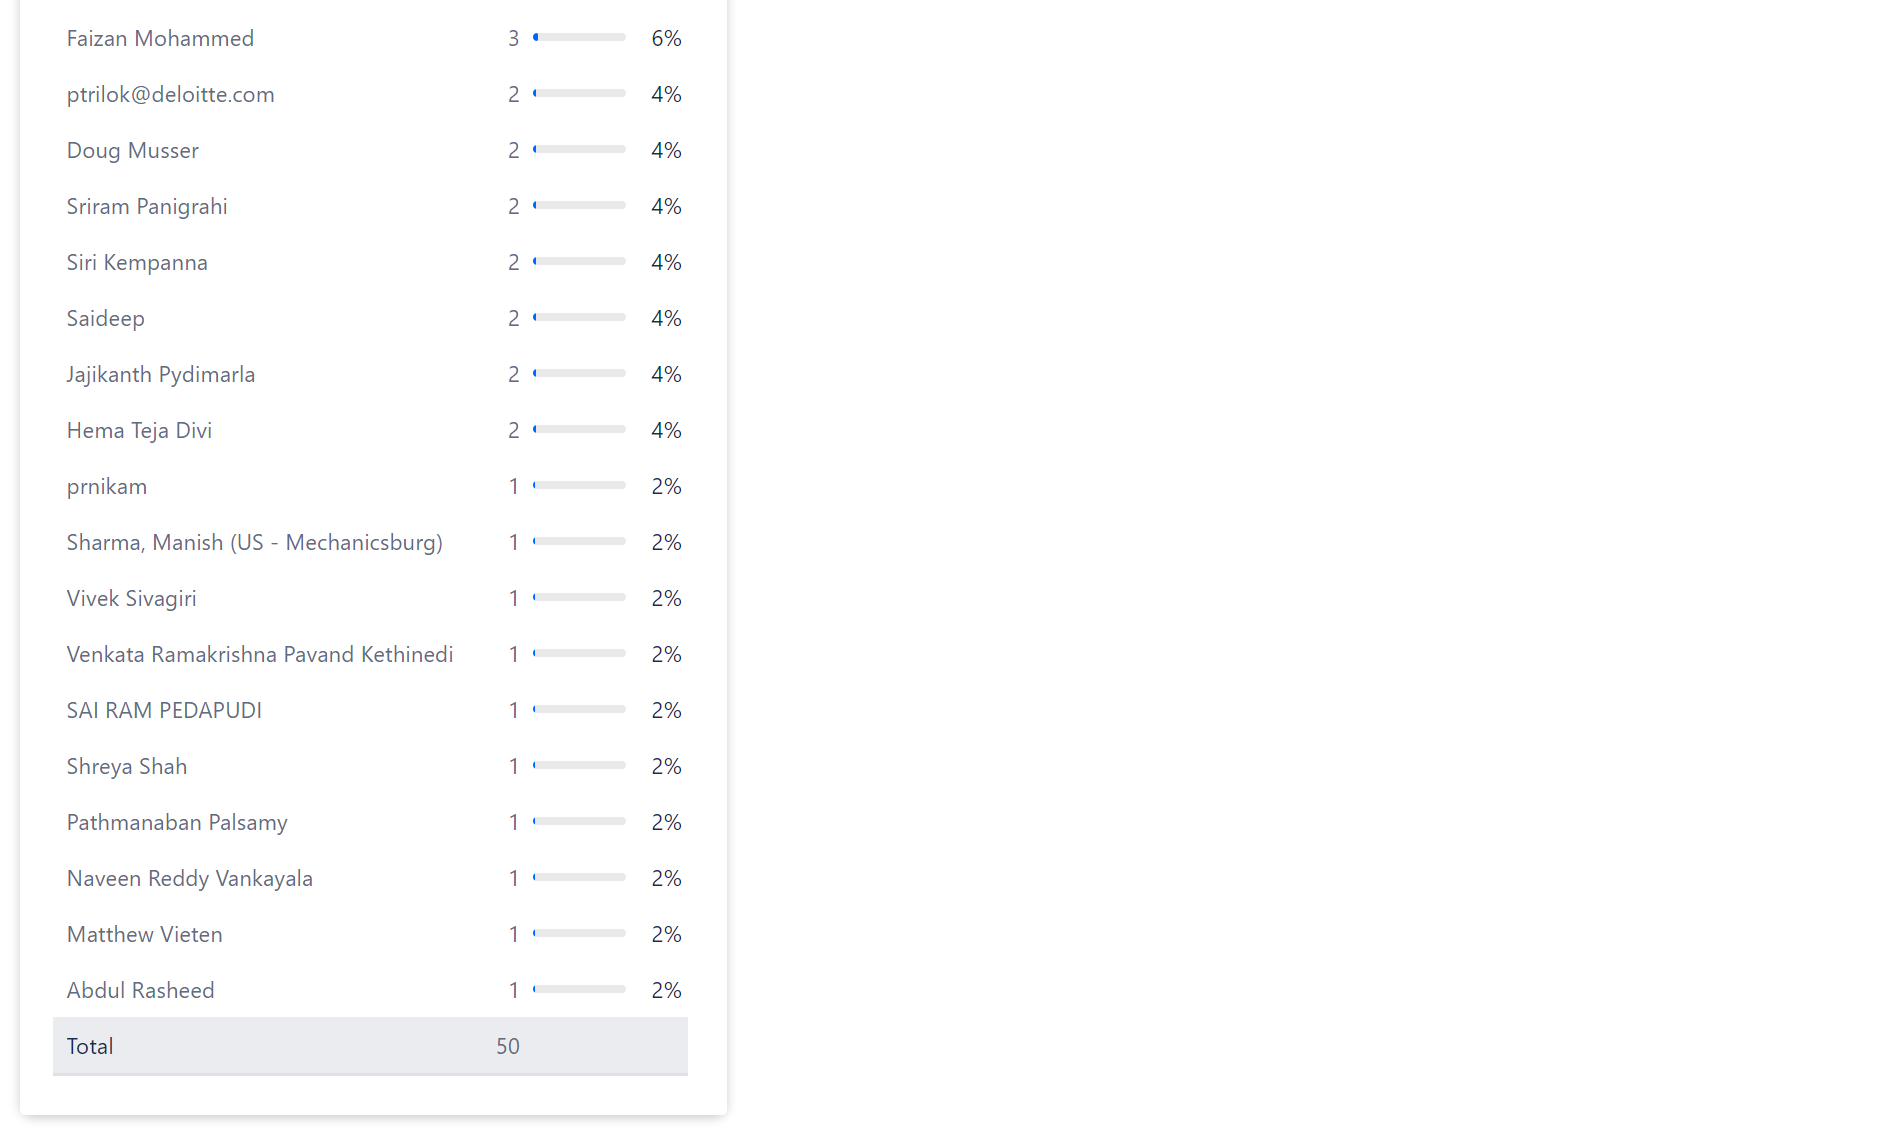 Faizan Mohammed 3 6%
ptrilok@deloitte.com 2 4%
Doug Musser 2 4%
Sriram Panigrahi 2 4%
Siri Kempanna 2 4%
Saideep 2 4%
Jajikanth Pydimarla 2 4%
Hema Teja Divi 2 4%
prnikam 1 2%
Sharma, Manish (US - Mechanicsburg) 1 2%
Vivek Sivagiri 1 2%
Venkata Ramakrishna Pavand Kethinedi 1 2%
SAI RAM PEDAPUDI 1 2%
Shreya Shah 1 2%
Pathmanaban Palsamy 1 2%
Naveen Reddy Vankayala 1 2%
Matthew Vieten 1 2%
Abdul Rasheed 1 2%
Total 50